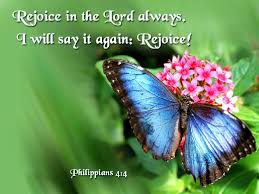 Rejoice in the Lord always.
I will say it again: Rejoice!
Philippians 4:4